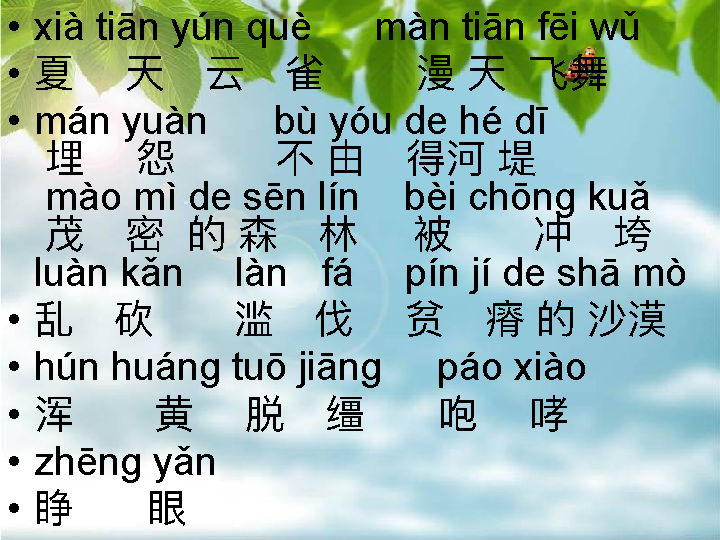 • xià tiān yún què màn tiān fēi wǔ
• 夏 天 云 雀 漫 天 飞舞
• mán yuàn bù yóu de hé dī
埋 怨 不 由 得河 堤
mào mì de sēn lín bèi chōng kuǎ
茂 密 的 森 林 被 冲 垮
luàn kǎn làn fá pín jí de shā mò
• 乱 砍 滥 伐 贫 瘠 的 沙漠
• hún huáng tuō jiāng páo xiào
• 浑 黄 脱 缰 咆 哮
• zhēng yǎn
• 睁 眼